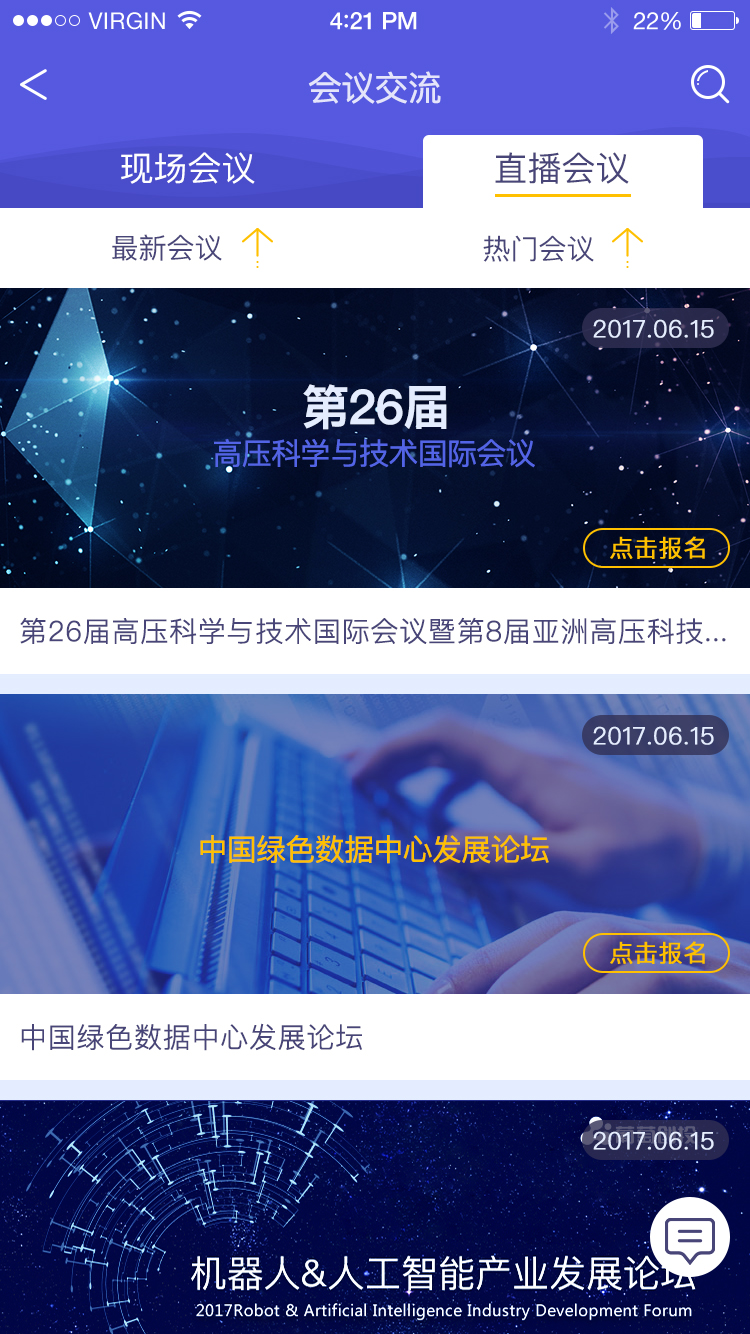 VIRGIN 4:21 PM 22%
会议交流
现场会议 直播会议
最新会议 热门会议
2017.06.15
第26届
高压科学与技术国际会议
点击报名
第26届高压科学与技术国际会议暨第8届亚洲高压科技...
2017.06.15
中国绿色数据中心发展论坛
点击报名
中国绿色数据中心发展论坛
2017.06.15
机器人&人工智能产业发展论坛
2017Robot & Artificial Intelligence Industry Development Forum